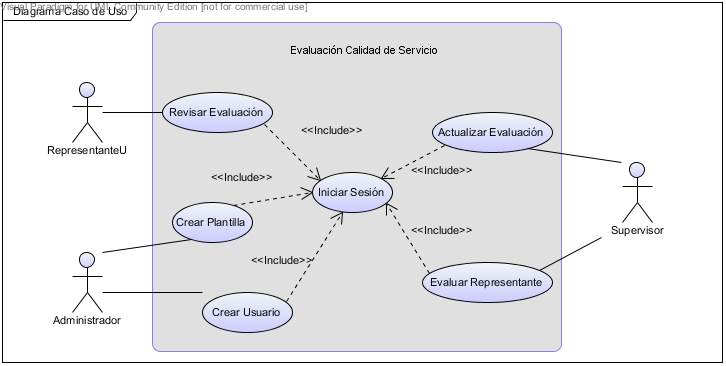 Visual Paradigm for UML Community Edition [not for commercial use]
Diagrama Caso de Uso
Evaluación Calidad de Servicio
Revisar Evaluación
<<Include>>
Actualizar Evaluación
RepresentanteU
<<Include>>
<<Include>>
Iniciar Sesión
Crear Plantilla
<<Include>>
Supervisor
<<Include>>
Evaluar Representante
Administrador
Crear Usuario